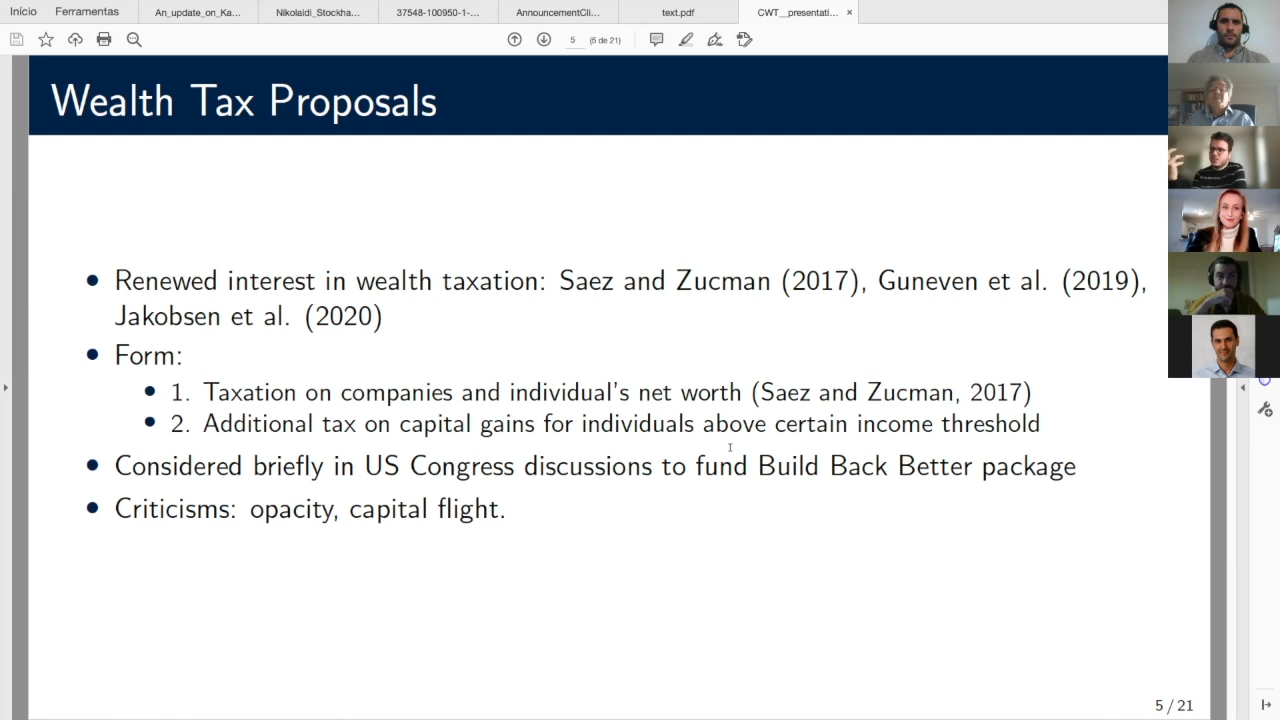 Início Ferramentas An_update_on_Ka... Nikolaidi_Stockha... 37548-100950-1-... AnnouncementCli... text.pdf CWT__presentati... ×
5 (5 de 21)
Wealth Tax Proposals
• Renewed interest in wealth taxation: Saez and Zucman (2017), Guneven et al. (2019),
Jakobsen et al. (2020)
• Form:
• 1. Taxation on companies and individual's net worth (Saez and Zucman, 2017)
• 2. Additional tax on capital gains for individuals above certain income threshold
• Considered briefly in US Congress discussions to fund Build Back Better package
• Criticisms: opacity, capital flight.
5 / 21